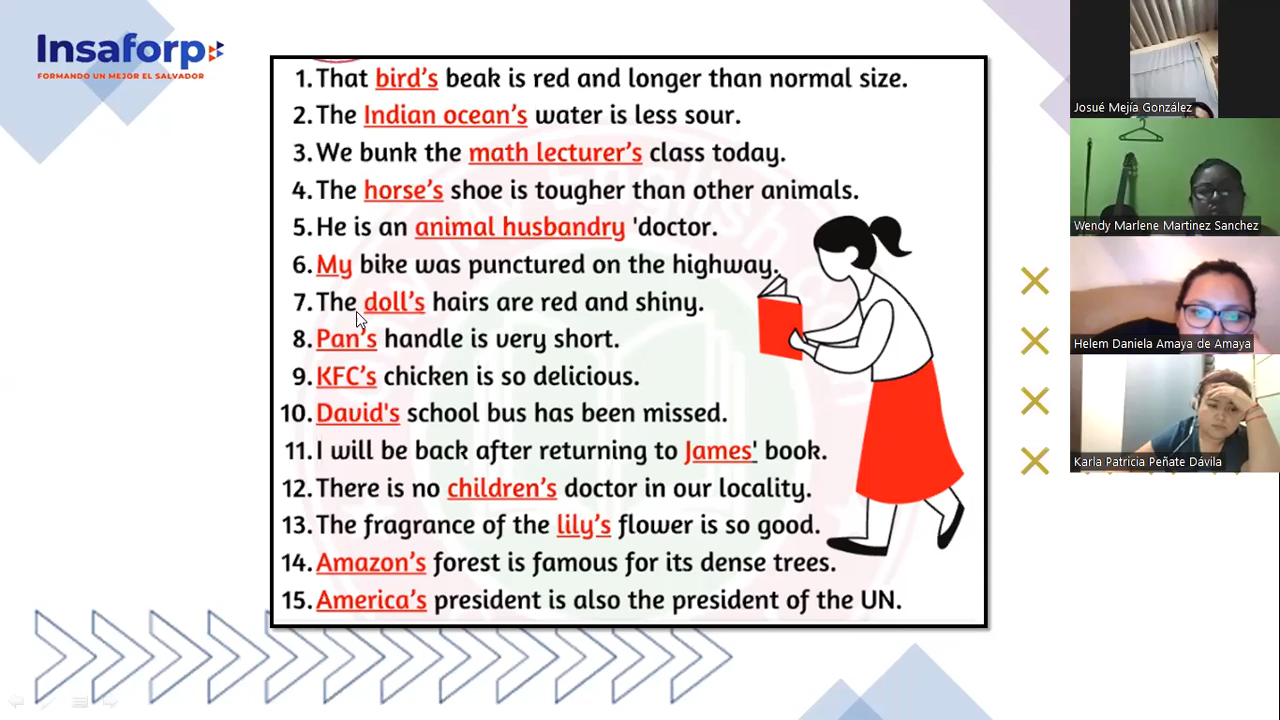 Insaforp
FORMANDO UN MEJOR EL SALVADOR
1. That bird's beak is red and longer than normal size.
2. The Indian ocean's water is less sour.
3. We bunk the math lecturer's class today.
4. The horse's shoe is tougher than other animals.
5. He is an animal husbandry 'doctor.
6. My bike was punctured on the highway.
7. The doll's hairs are red and shiny.
8. Pan's handle is very short.
9. KFC's chicken is so delicious.
10. David's school bus has been missed.
11. I will be back after returning to James' book.
12. There is no children's doctor in our locality.
13. The fragrance of the lily's flower is so good.
14. Amazon's forest is famous for its dense trees.
15. America's president is also the president of the UN.
Josué Mejía González
Wendy Marlene Martinez Sanchez
Helem Daniela Amaya de Amaya
Karla Patricia Peñate Dávila